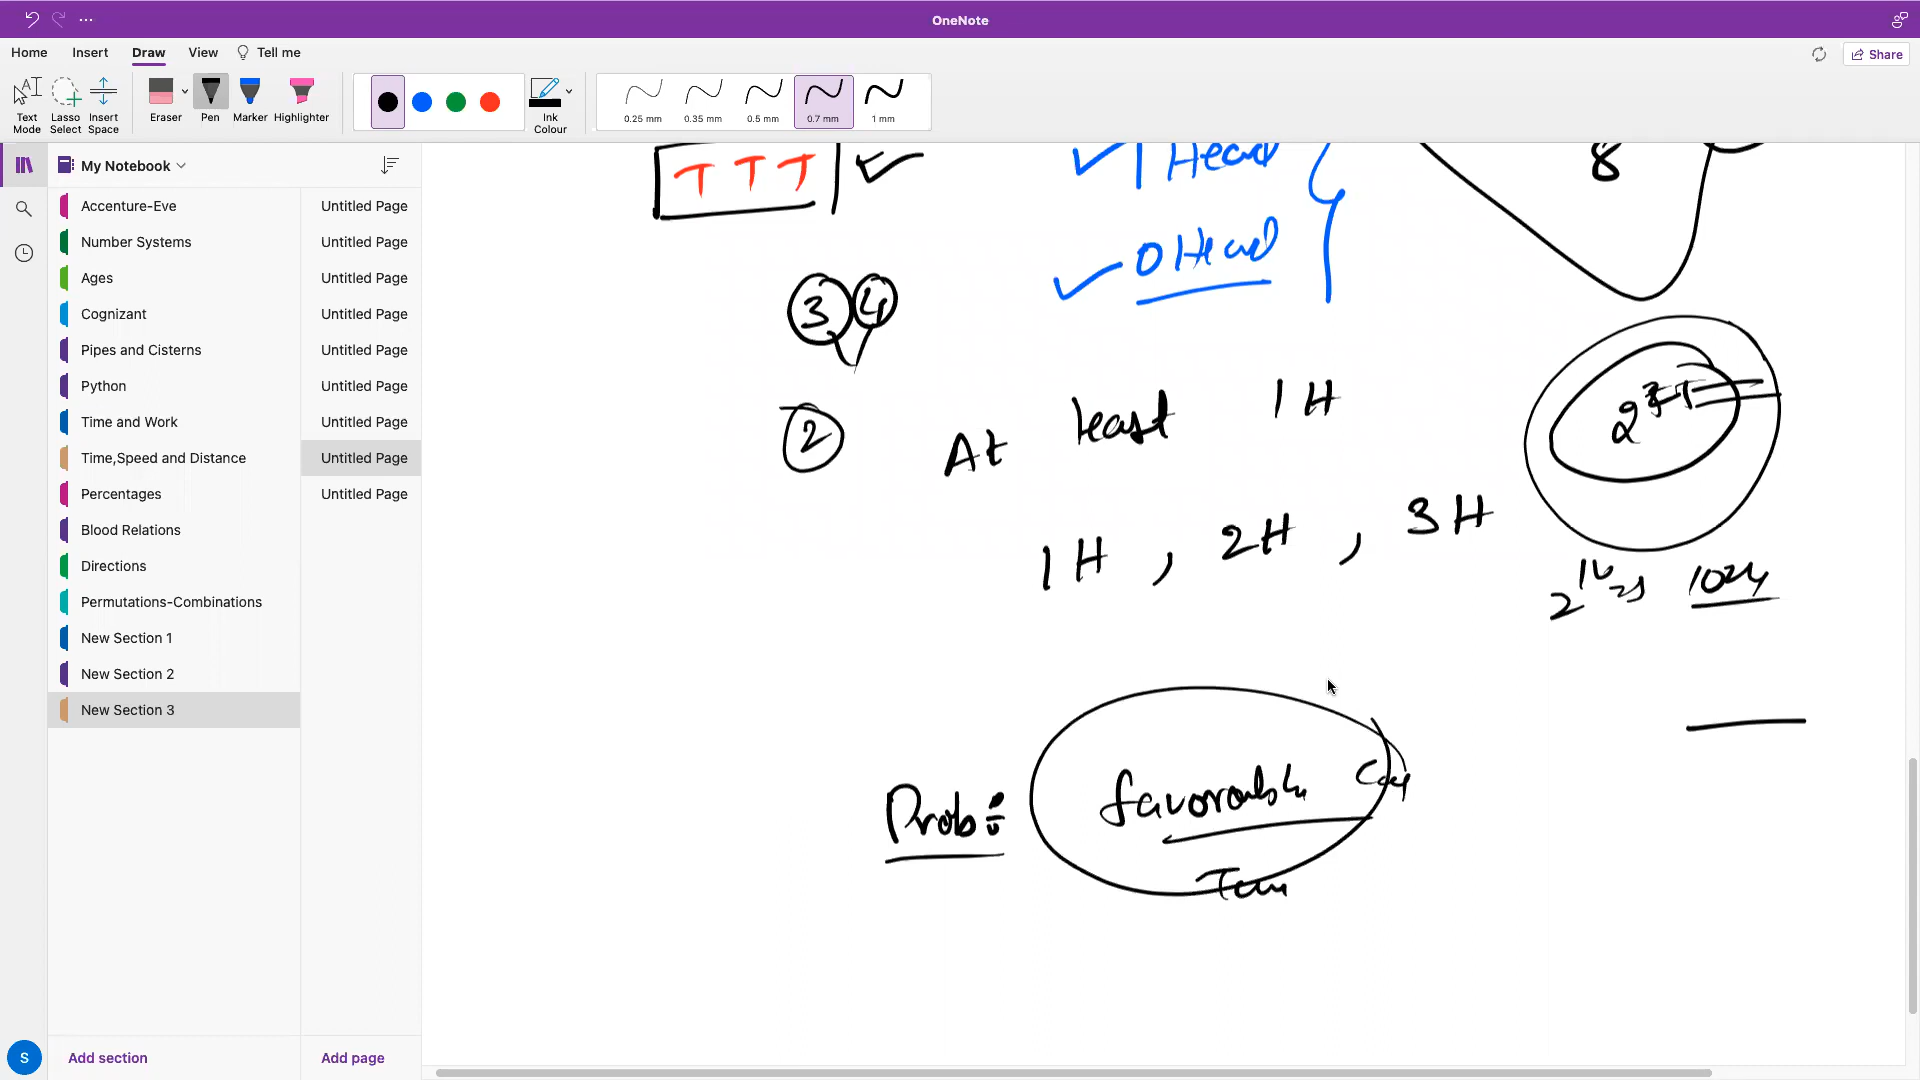 OneNote
Home Insert Draw View Tell me
Share
Text Mode
Lasso Select
Insert Space
Eraser
Pen
Marker
Highlighter
Ink Colour
0.25 mm
0.35 mm
0.5 mm
0.7 mm
1 mm
My Notebook
Accenture-Eve
Number Systems
Ages
Cognizant
Pipes and Cisterns
Python
Time and Work
Time,Speed and Distance
Percentages
Blood Relations
Directions
Permutations-Combinations
New Section 1
New Section 2
New Section 3
Untitled Page
Untitled Page
Untitled Page
Untitled Page
Untitled Page
Untitled Page
Untitled Page
Untitled Page
Untitled Page
S
Add section
Add page
T T T
1 Head
8
0 Head
3 4
2 At least 1H
1H , 2H , 3H
1024
Prob:
favorable